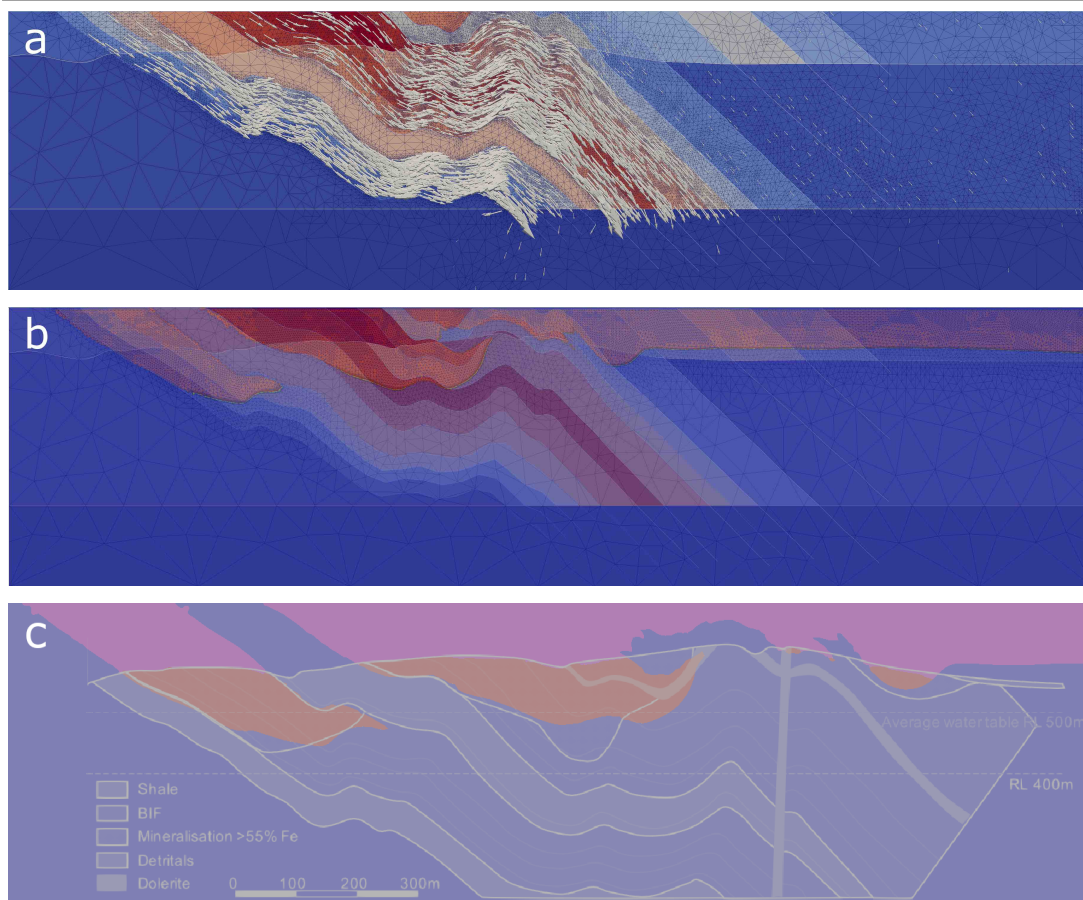 a
b
c
Average water table RL 500m
RL 400m
Shale
BIF
Mineralisation >55% Fe
Detritals
Dolerite
0 100 200 300m